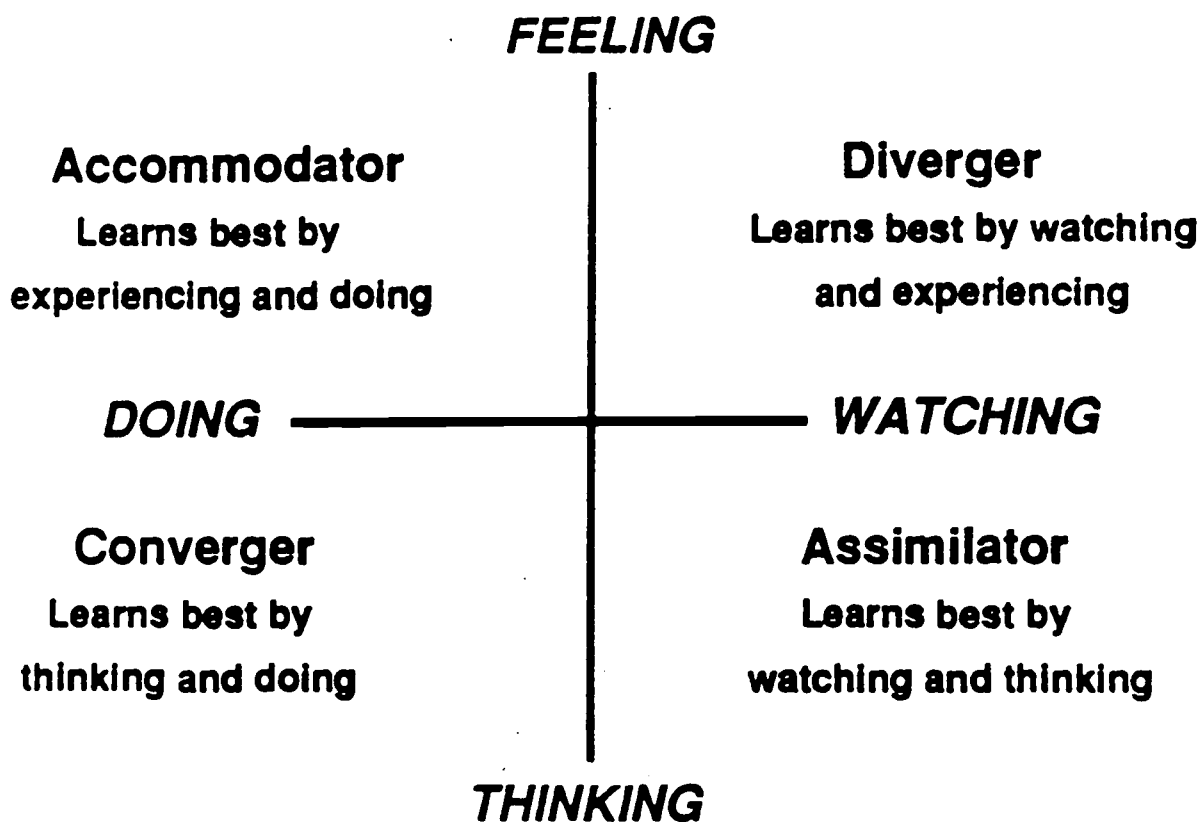 FEELING
Accommodator
Learns best by
experiencing and doing
Diverger
Learns best by watching
and experiencing
DOING
WATCHING
Converger
Learns best by
thinking and doing
Assimilator
Learns best by
watching and thinking
THINKING